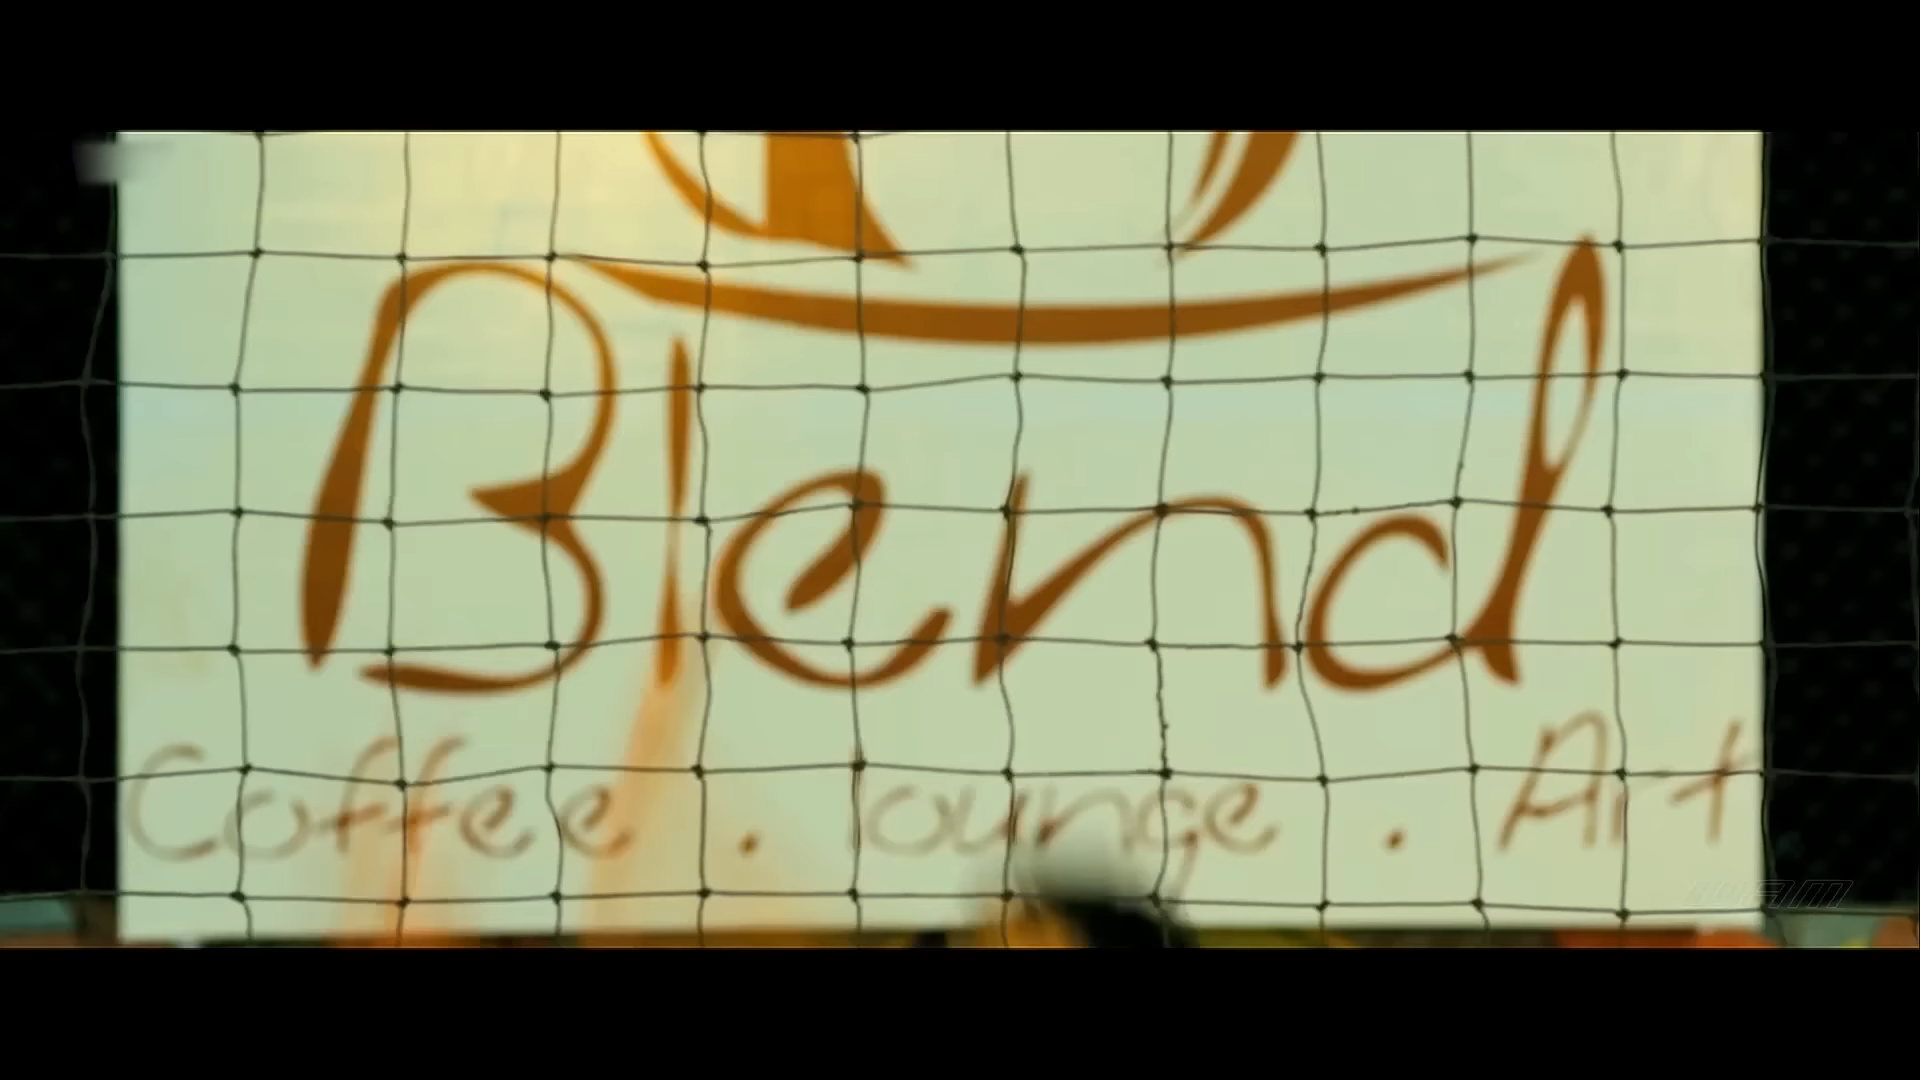 Blend
Coffee . lounge . Art